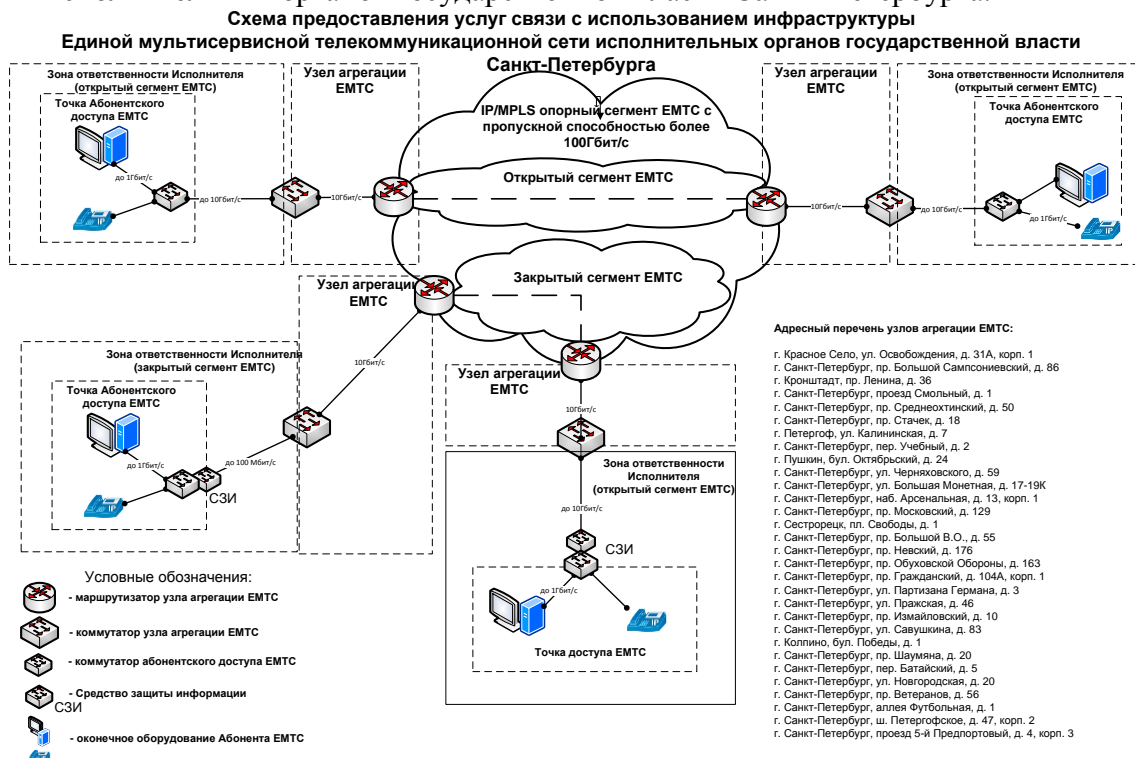 Схема предоставления услуг связи с использованием инфраструктуры
Единой мультисервисной телекоммуникационной сети исполнительных органов государственной власти
Санкт-Петербурга
Зона ответственности Исполнителя
(открытый сегмент ЕМТС)
Точка Абонентского
доступа ЕМТС
до 1Гбит/с
IP
до 10Гбит/с
Узел агрегации
ЕМТС
10Гбит/с
IP/MPLS опорный сегмент ЕМТС с
пропускной способностью более
100Гбит/с
Открытый сегмент ЕМТС
Закрытый сегмент ЕМТС
Узел агрегации
ЕМТС
10Гбит/с
Зона ответственности Исполнителя
(открытый сегмент ЕМТС)
Точка Абонентского
доступа ЕМТС
до 10Гбит/с
до 1Гбит/с
IP
Узел агрегации
ЕМТС
10Гбит/с
Зона ответственности Исполнителя
(закрытый сегмент ЕМТС)
Точка Абонентского
доступа ЕМТС
до 1Гбит/с
до 100 Мбит/с
IP
СЗИ
Узел агрегации
ЕМТС
10Гбит/с
Зона ответственности
Исполнителя
(открытый сегмент ЕМТС)
до 10Гбит/с
СЗИ
до 1Гбит/с
IP
Точка доступа ЕМТС
Адресный перечень узлов агрегации ЕМТС:
г. Красное Село, ул. Освобождения, д. 31А, корп. 1
г. Санкт-Петербург, пр. Большой Сампсониевский, д. 86
г. Кронштадт, пр. Ленина, д. 36
г. Санкт-Петербург, проезд Смольный, д. 1
г. Санкт-Петербург, пр. Среднеохтинский, д. 50
г. Санкт-Петербург, пр. Стачек, д. 18
г. Петергоф, ул. Калининская, д. 7
г. Санкт-Петербург, пер. Учебный, д. 2
г. Пушкин, бул. Октябрьский, д. 24
г. Санкт-Петербург, ул. Черняховского, д. 59
г. Санкт-Петербург, ул. Большая Монетная, д. 17-19К
г. Санкт-Петербург, наб. Арсенальная, д. 13, корп. 1
г. Санкт-Петербург, пр. Московский, д. 129
г. Сестрорецк, пл. Свободы, д. 1
г. Санкт-Петербург, пр. Большой В.О., д. 55
г. Санкт-Петербург, пр. Невский, д. 176
г. Санкт-Петербург, пр. Обуховской Обороны, д. 163
г. Санкт-Петербург, пр. Гражданский, д. 104А, корп. 1
г. Санкт-Петербург, ул. Партизана Германа, д. 3
г. Санкт-Петербург, ул. Пражская, д. 46
г. Санкт-Петербург, пр. Измайловский, д. 10
г. Санкт-Петербург, ул. Савушкина, д. 83
г. Колпино, бул. Победы, д. 1
г. Санкт-Петербург, пр. Шаумяна, д. 20
г. Санкт-Петербург, пер. Батайский, д. 5
г. Санкт-Петербург, ул. Новгородская, д. 20
г. Санкт-Петербург, пр. Ветеранов, д. 56
г. Санкт-Петербург, аллея Футбольная, д. 1
г. Санкт-Петербург, ш. Петергофское, д. 47, корп. 2
г. Санкт-Петербург, проезд 5-й Предпортовый, д. 4, корп. 3
Условные обозначения:
- маршрутизатор узла агрегации ЕМТС
- коммутатор узла агрегации ЕМТС
- коммутатор абонентского доступа ЕМТС
- Средство защиты информации
СЗИ
- оконечное оборудование Абонента ЕМТС